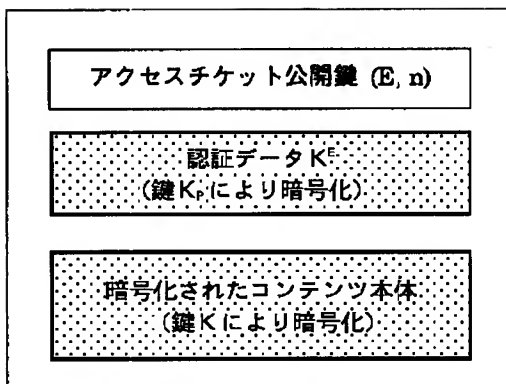 アクセスチケット公開鍵 (E, n)
認証データK^E
（鍵K_Pにより暗号化）
暗号化されたコンテンツ本体
（鍵Kにより暗号化）